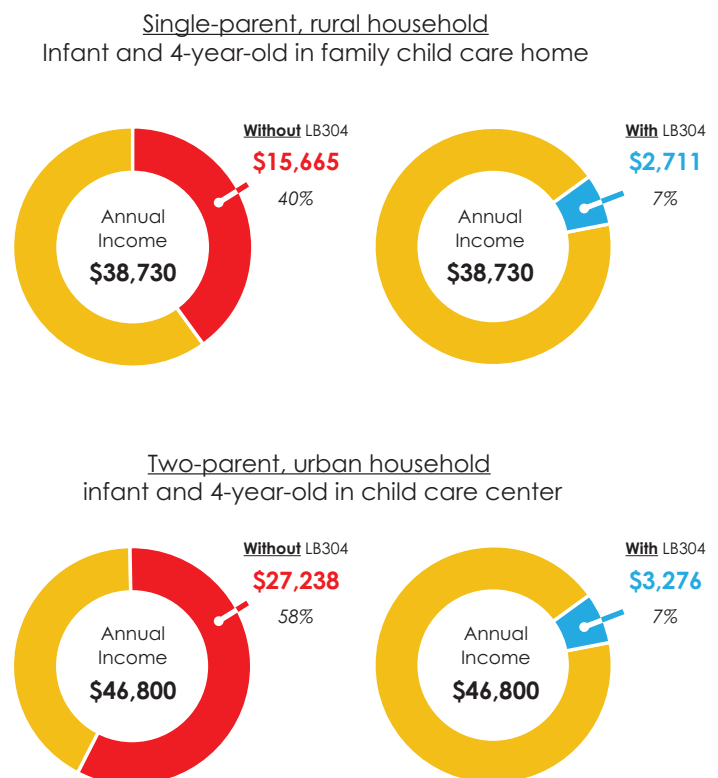 Single-parent, rural household
Infant and 4-year-old in family child care home
Without LB304
$15,665
40%
Annual
Income
$38,730
With LB304
$2,711
7%
Annual
Income
$38,730
Two-parent, urban household
infant and 4-year-old in child care center
Without LB304
$27,238
58%
Annual
Income
$46,800
With LB304
$3,276
7%
Annual
Income
$46,800